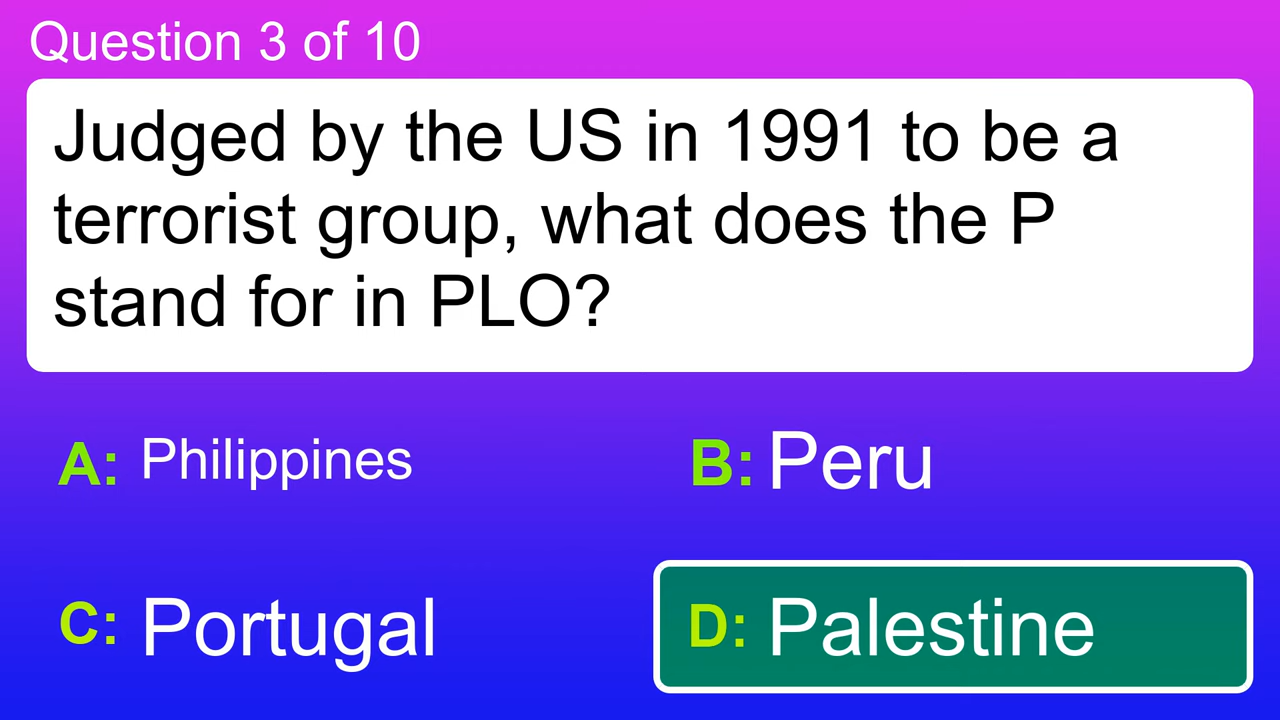 Question 3 of 10
Judged by the US in 1991 to be a
terrorist group, what does the P
stand for in PLO?
A: Philippines
B: Peru
C: Portugal
D: Palestine